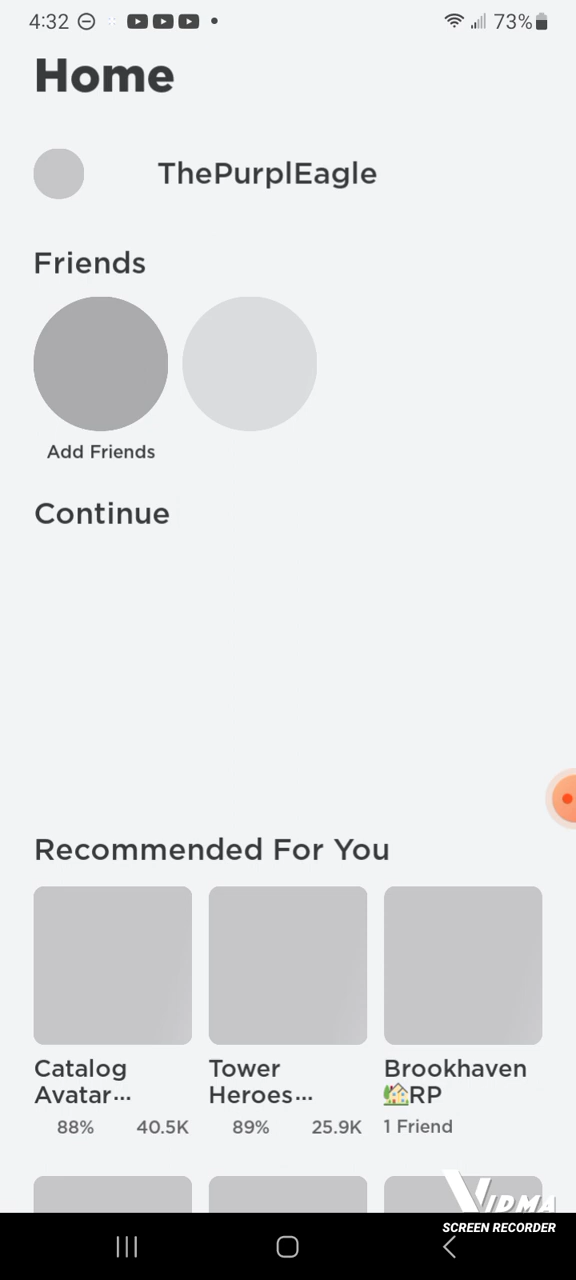 4:32 73%
Home
ThePurplEagle
Friends
Add Friends
Continue
Recommended For You
Catalog Avatar...
Tower Heroes...
Brookhaven 🏡RP
88% 40.5K
89% 25.9K
1 Friend
VIDMA
SCREEN RECORDER